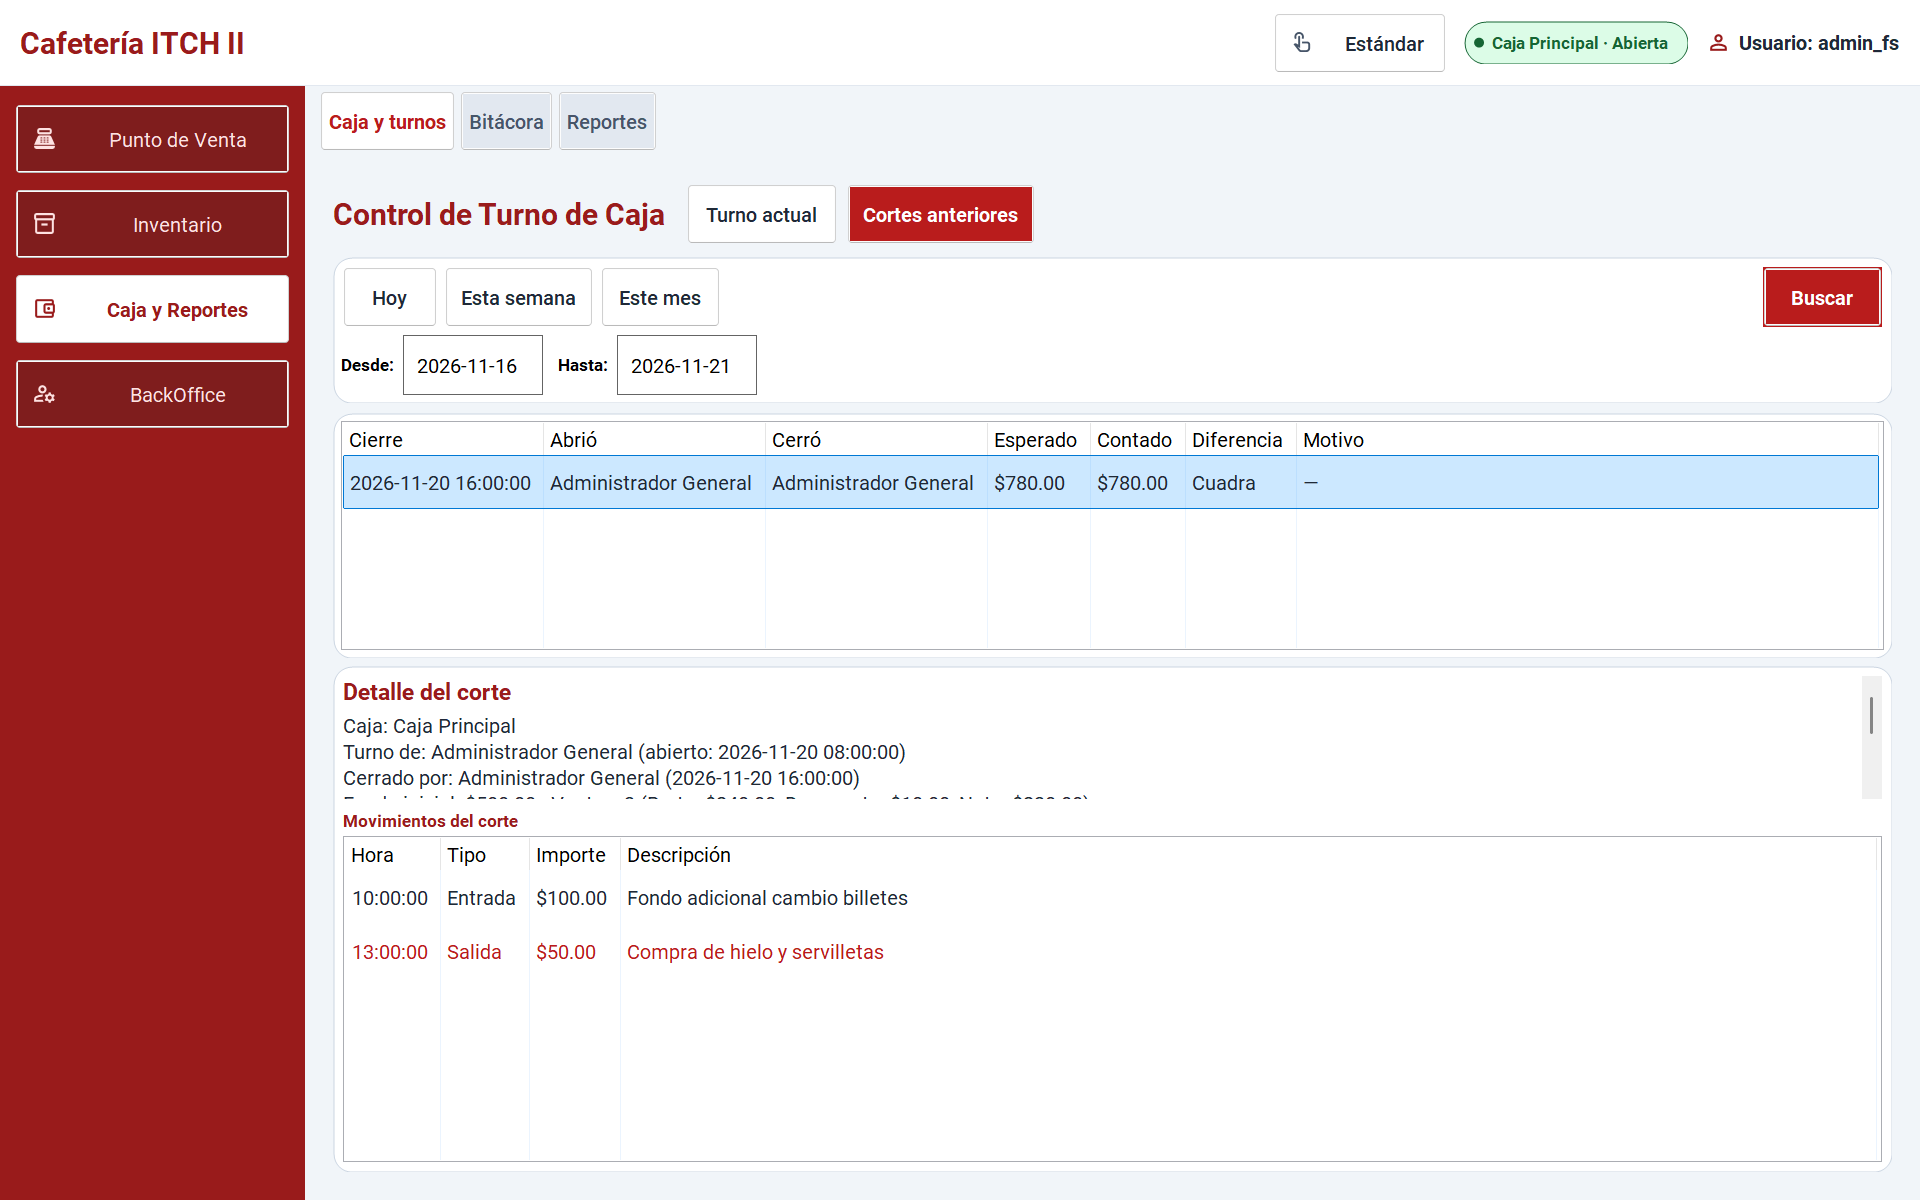 Cafetería ITCH II
Estándar
Caja Principal · Abierta
Usuario: admin_fs
Punto de Venta
Inventario
Caja y Reportes
BackOffice
Caja y turnos
Bitácora
Reportes
Control de Turno de Caja
Turno actual
Cortes anteriores
Hoy
Esta semana
Este mes
Buscar
Desde: 2026-11-16 Hasta: 2026-11-21
Cierre Abrió Cerró Esperado Contado Diferencia Motivo
2026-11-20 16:00:00 Administrador General Administrador General $780.00 $780.00 Cuadra —
Detalle del corte
Caja: Caja Principal
Turno de: Administrador General (abierto: 2026-11-20 08:00:00)
Cerrado por: Administrador General (2026-11-20 16:00:00)
Movimientos del corte
Hora Tipo Importe Descripción
10:00:00 Entrada $100.00 Fondo adicional cambio billetes
13:00:00 Salida $50.00 Compra de hielo y servilletas